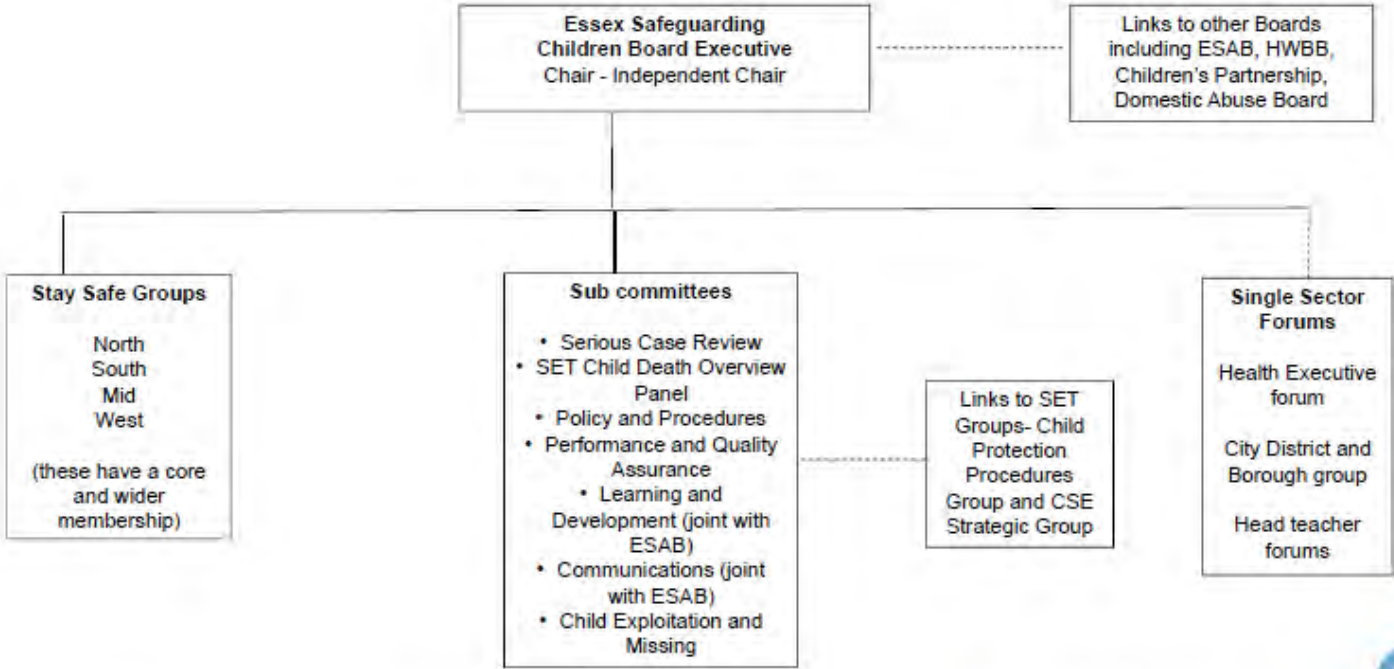 Essex Safeguarding
Children Board Executive
Chair - Independent Chair
Links to other Boards
including ESAB, HWBB,
Children's Partnership,
Domestic Abuse Board
Stay Safe Groups
North
South
Mid
West
(these have a core
and wider
membership)
Sub committees
• Serious Case Review
• SET Child Death Overview
Panel
• Policy and Procedures
• Performance and Quality
Assurance
• Learning and
Development (joint with
ESAB)
• Communications (joint
with ESAB)
• Child Exploitation and
Missing
Links to SET
Groups- Child
Protection
Procedures
Group and CSE
Strategic Group
Single Sector
Forums
Health Executive
forum
City District and
Borough group
Head teacher
forums